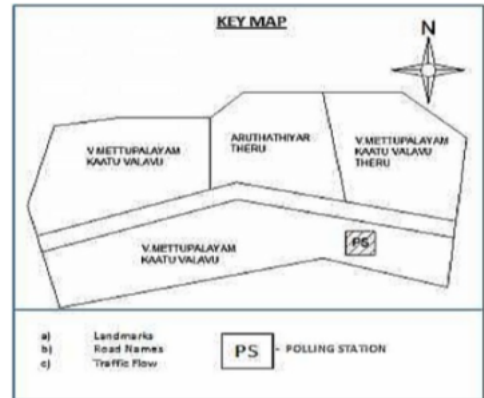 KEY MAP
N
V.METTUPALAYAM
KAATU VALAVU
ARUTHATHIYAR
THERU
V.METTUPALAYAM
KAATU VALAVU
THERU
V.METTUPALAYAM
KAATU VALAVU
PS
a) Landmarks
b) Road Names
c) Traffic Flow
PS - POLLING STATION